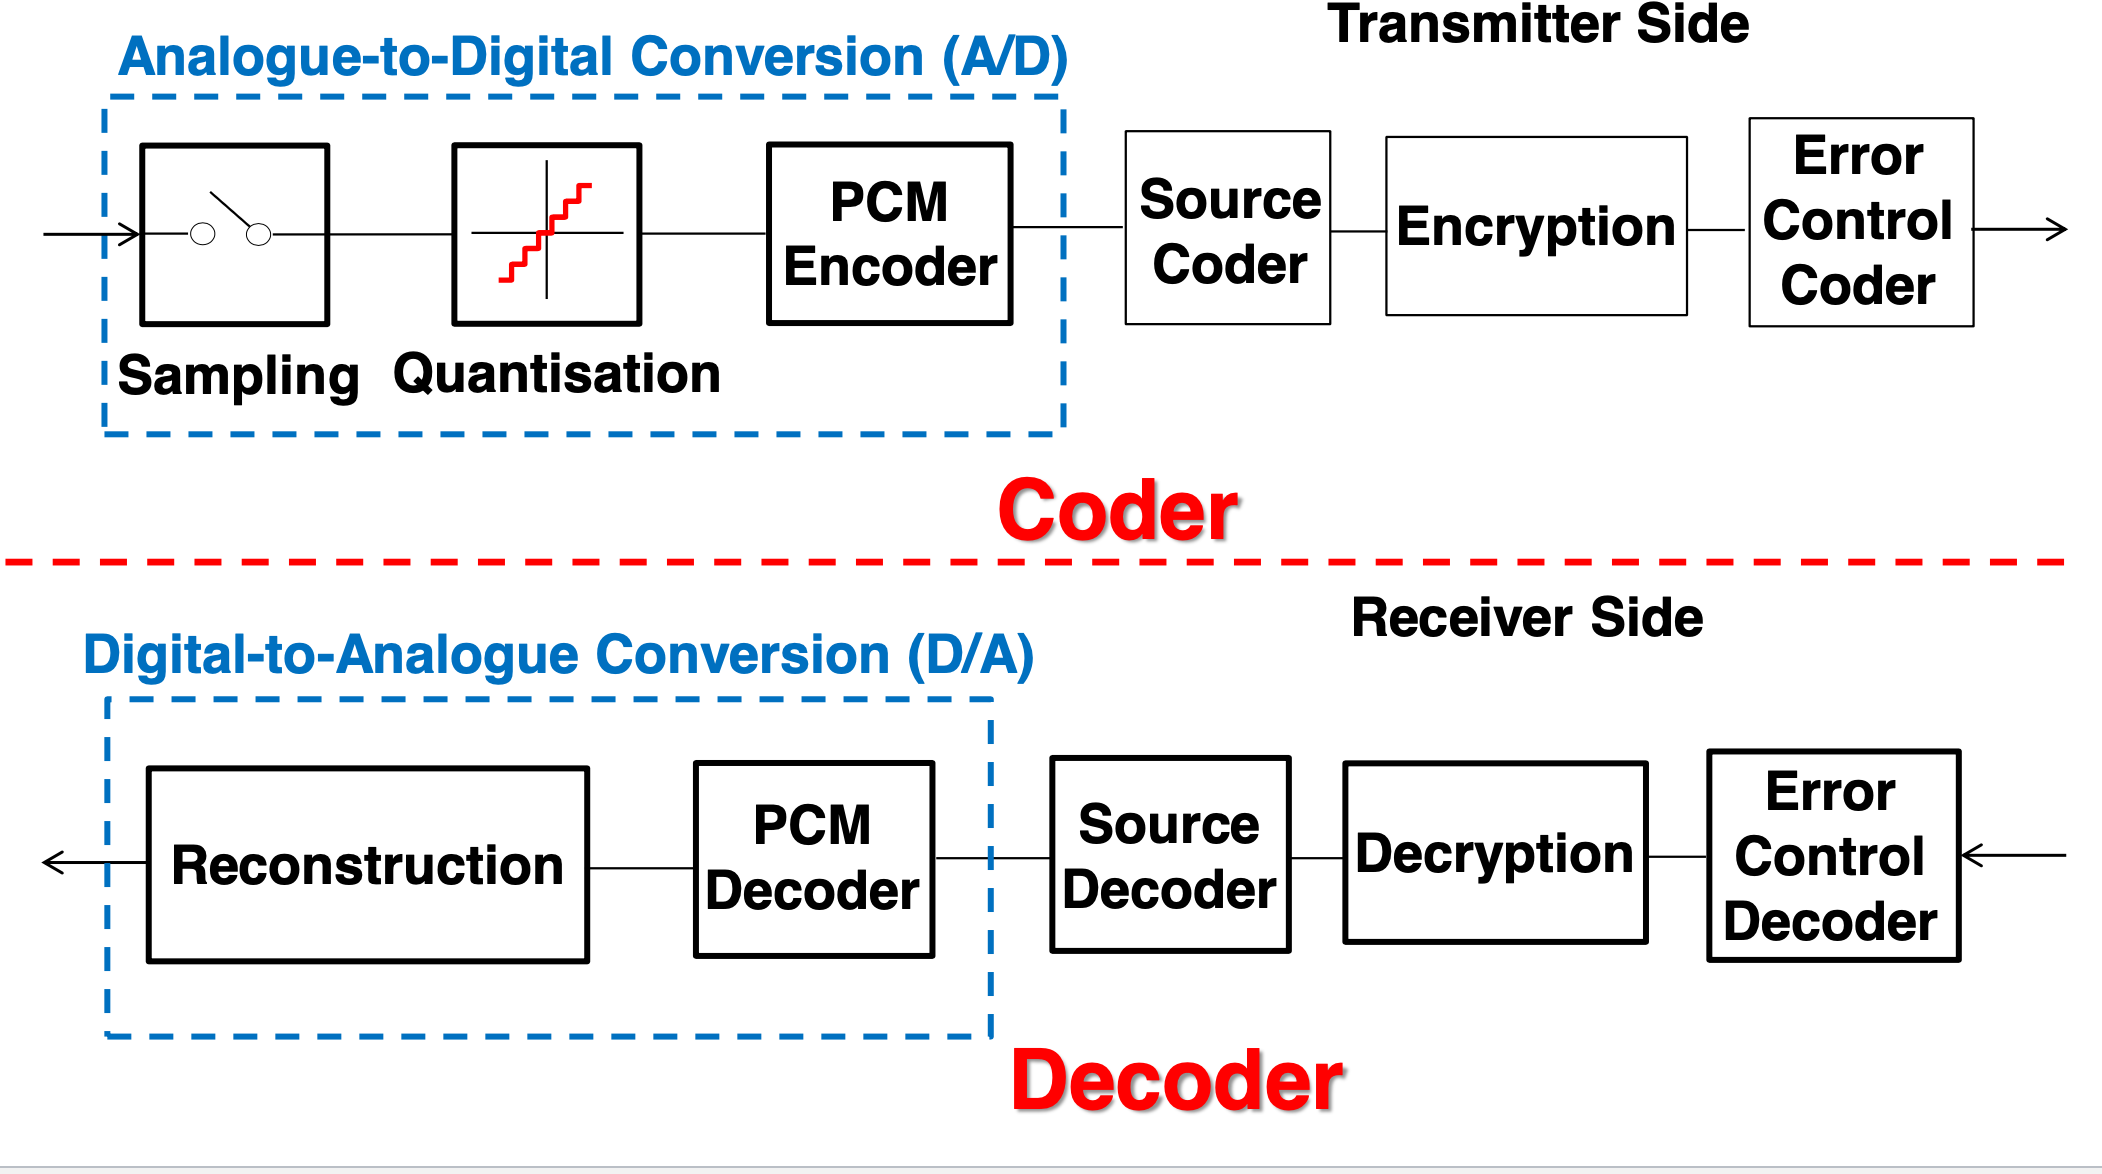 Transmitter Side
Analogue-to-Digital Conversion (A/D)
PCM
Encoder
Source
Coder
Encryption
Error
Control
Coder
Sampling
Quantisation
Coder
Receiver Side
Digital-to-Analogue Conversion (D/A)
Reconstruction
PCM
Decoder
Source
Decoder
Decryption
Error
Control
Decoder
Decoder